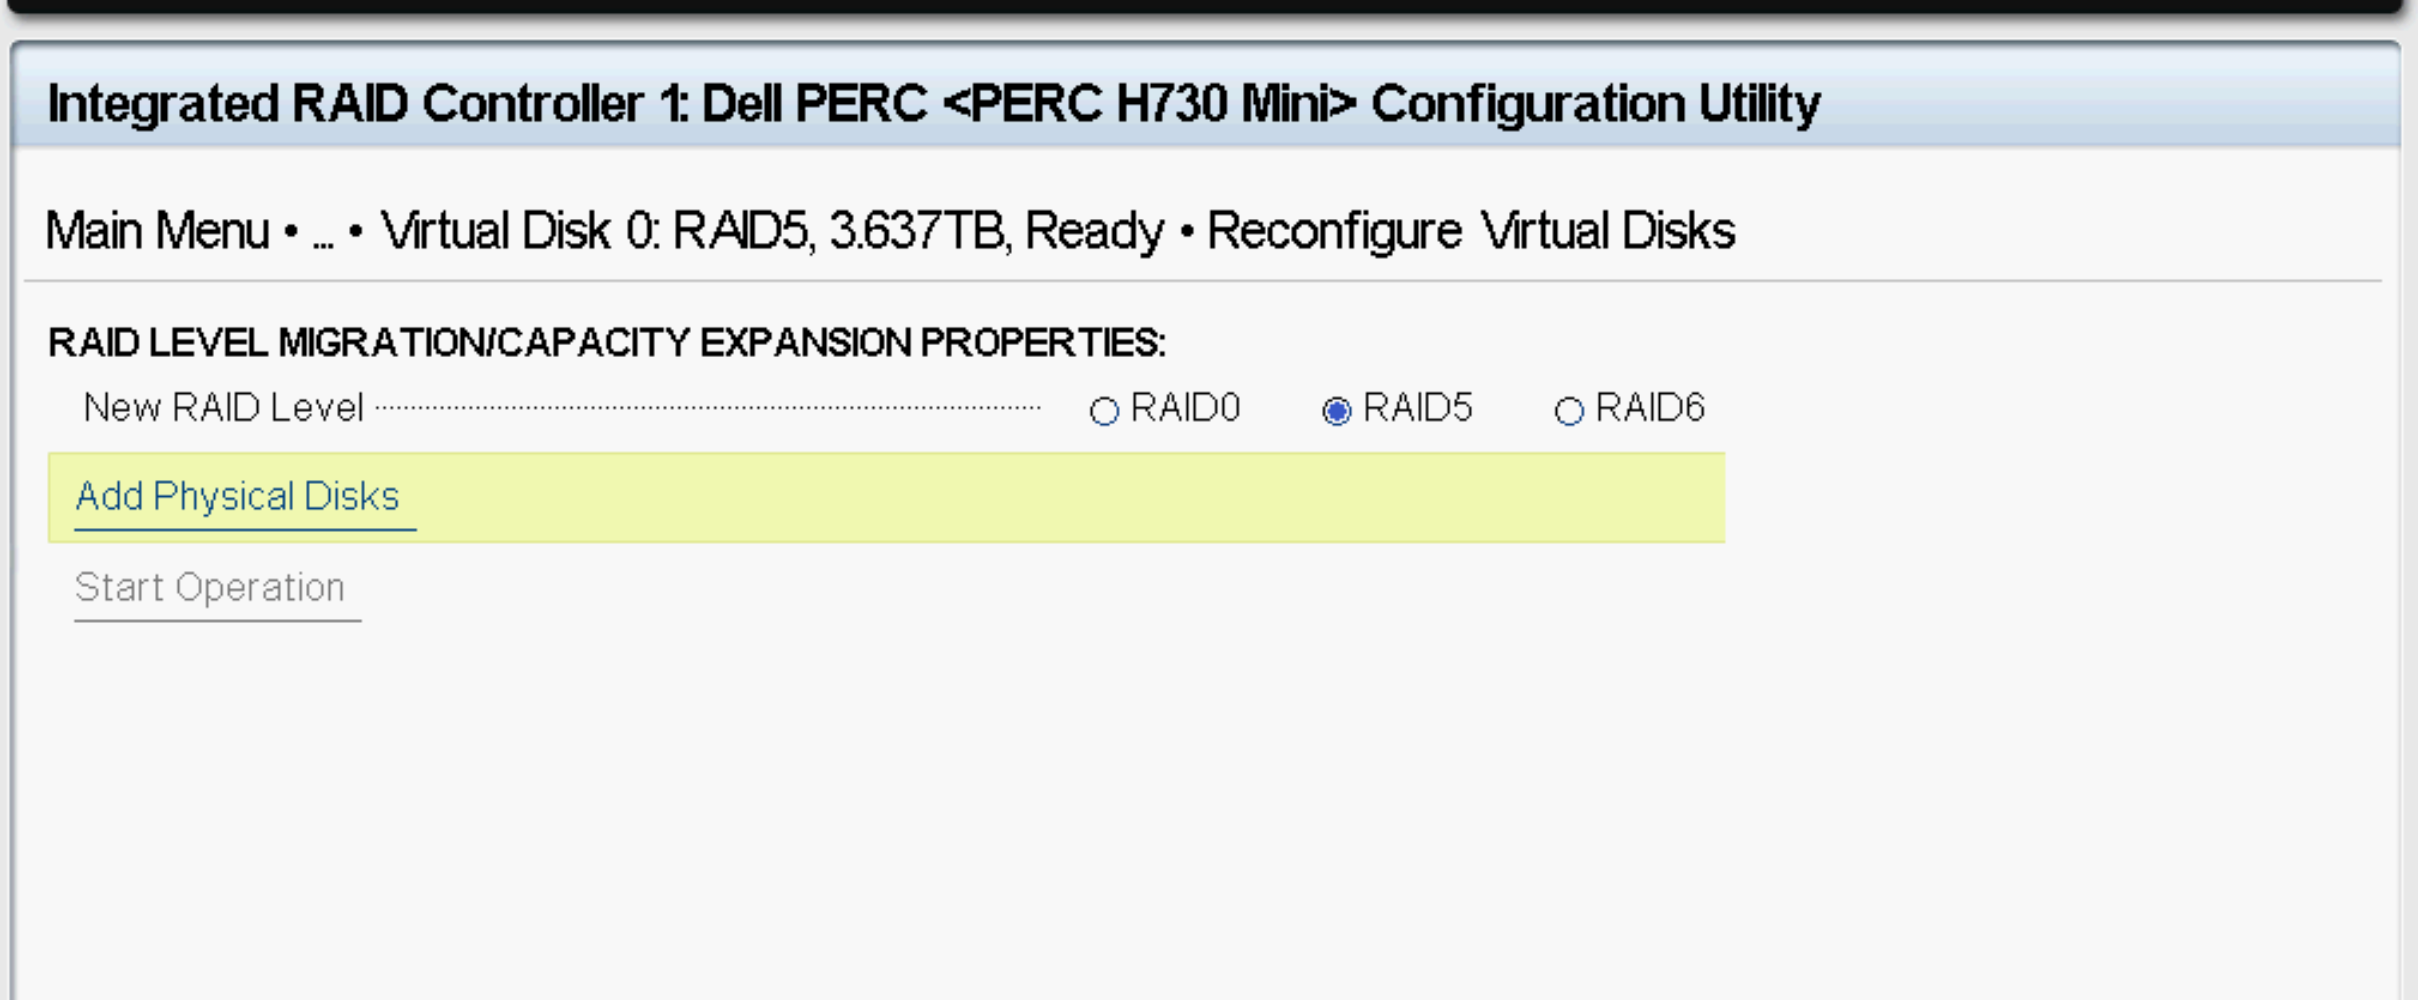 Integrated RAID Controller 1: Dell PERC <PERC H730 Mini> Configuration Utility
Main Menu • ... • Virtual Disk 0: RAID5, 3.637TB, Ready • Reconfigure Virtual Disks
RAID LEVEL MIGRATION/CAPACITY EXPANSION PROPERTIES:
New RAID Level RAID0 RAID5 RAID6
Add Physical Disks
Start Operation